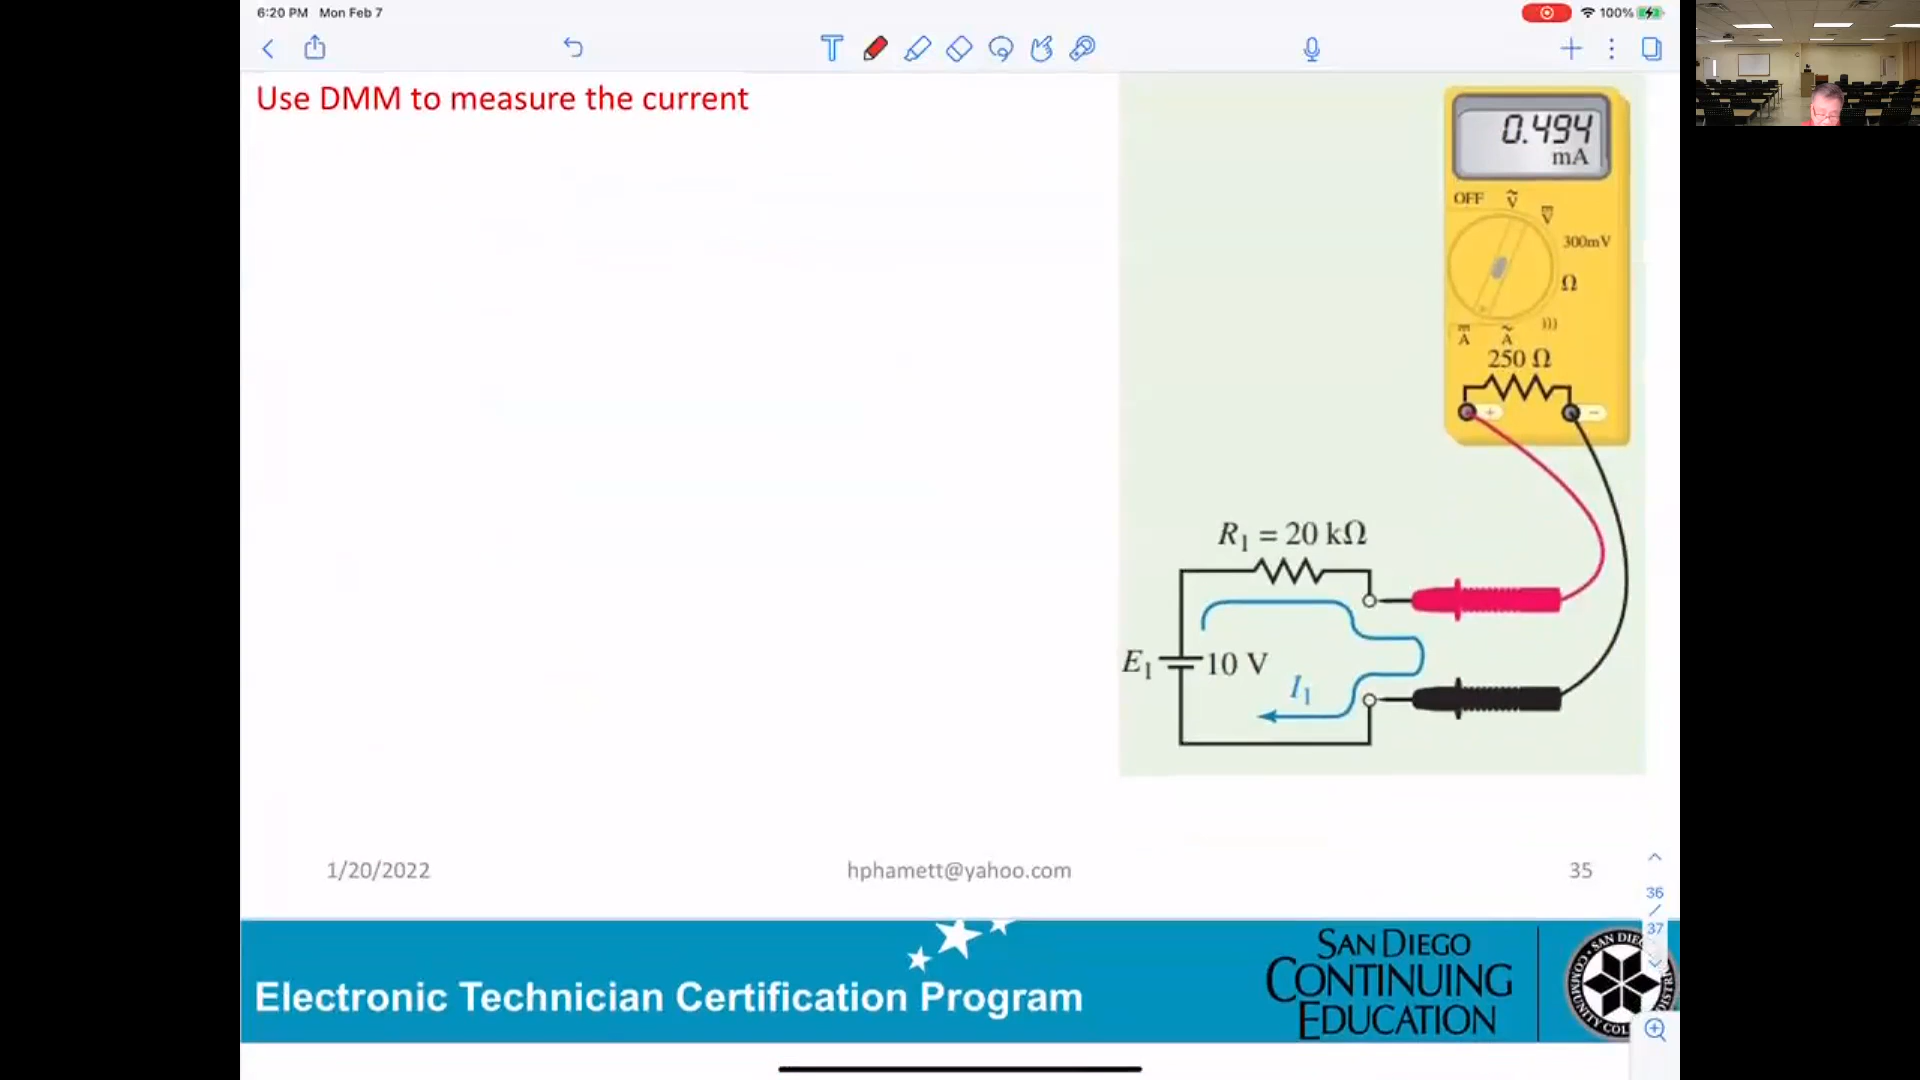 6:20 PM Mon Feb 7
100%
Use DMM to measure the current
0.494
mA
OFF
V
V
300mV
Ω
)))
A
A
250 Ω
+
−
R1 = 20 kΩ
E1
10 V
I1
1/20/2022
hphamett@yahoo.com
35
36
/
37
Electronic Technician Certification Program
SAN DIEGO
CONTINUING
EDUCATION